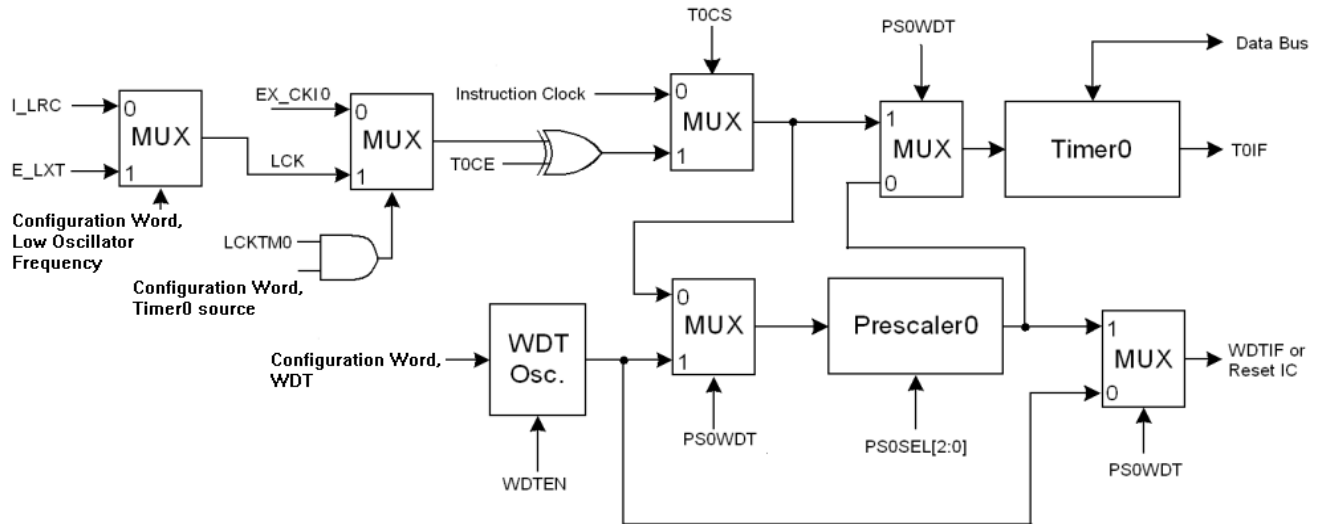 T0CS
PS0WDT
Data Bus
I_LRC
0
MUX
E_LXT
1
Configuration Word,
Low Oscillator
Frequency
LCK
EX_CKI0
0
MUX
1
LCKTM0
Configuration Word,
Timer0 source
T0CE
Instruction Clock
0
MUX
1
1
MUX
0
Timer0
T0IF
Configuration Word,
WDT
WDT
Osc.
WDTEN
0
MUX
1
PS0WDT
Prescaler0
PS0SEL[2:0]
1
MUX
0
PS0WDT
WDTIF or
Reset IC